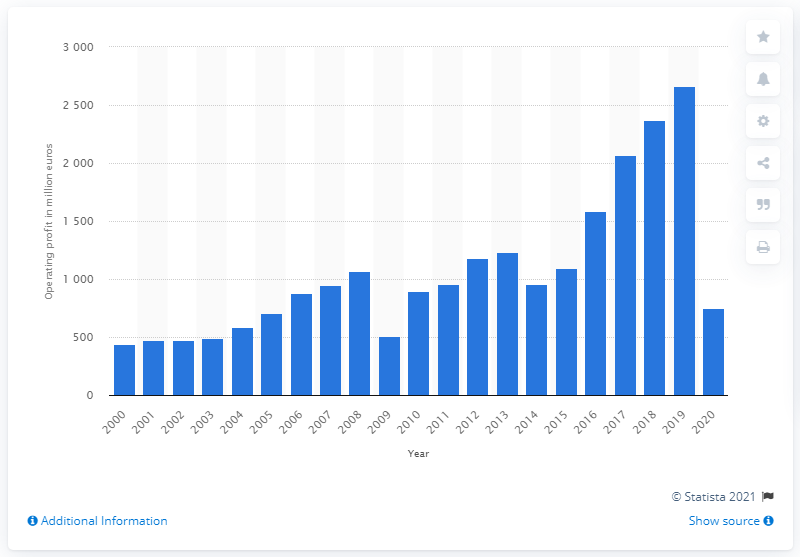 3 000
2 500
2 000
1 500
1 000
500
0
Operating profit in million euros
2000 2001 2002 2003 2004 2005 2006 2007 2008 2009 2010 2011 2012 2013 2014 2015 2016 2017 2018 2019 2020
Year
© Statista 2021
Additional Information
Show source